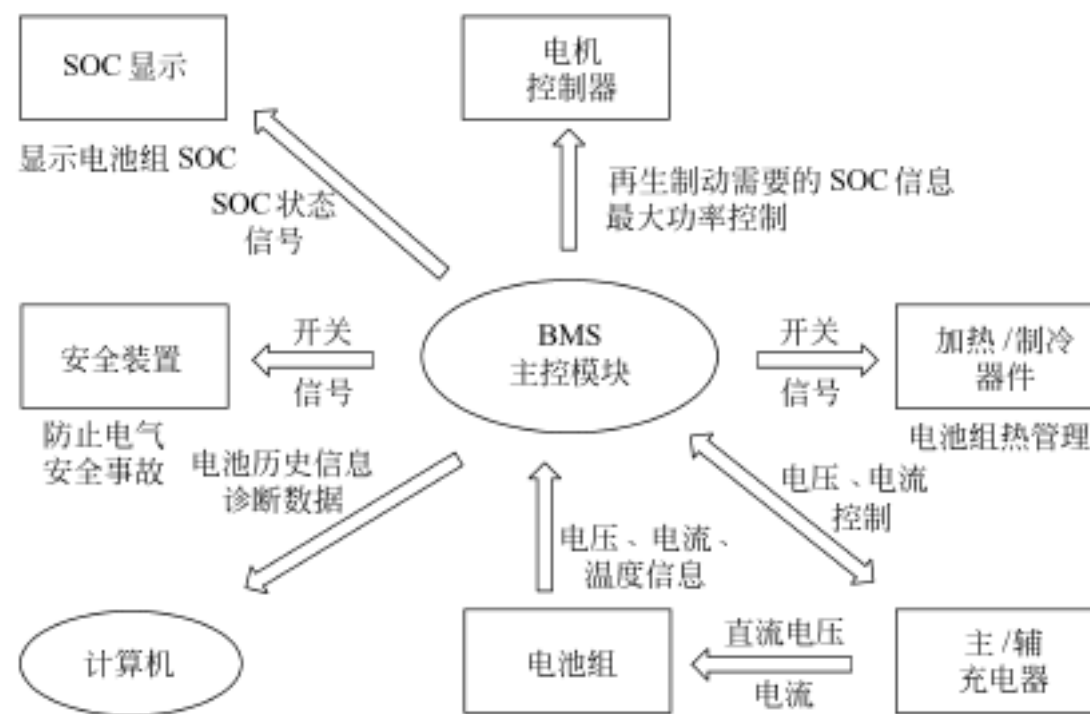 SOC 显示
电机
控制器
显示电池组 SOC
SOC 状态
信号
再生制动需要的 SOC 信息
最大功率控制
安全装置
开关
信号
BMS
主控模块
开关
信号
加热/制冷
器件
防止电气
安全事故
电池组热管理
电池历史信息
诊断数据
电压、电流
控制
电压、电流、
温度信息
计算机
电池组
直流电压
电流
主/辅
充电器